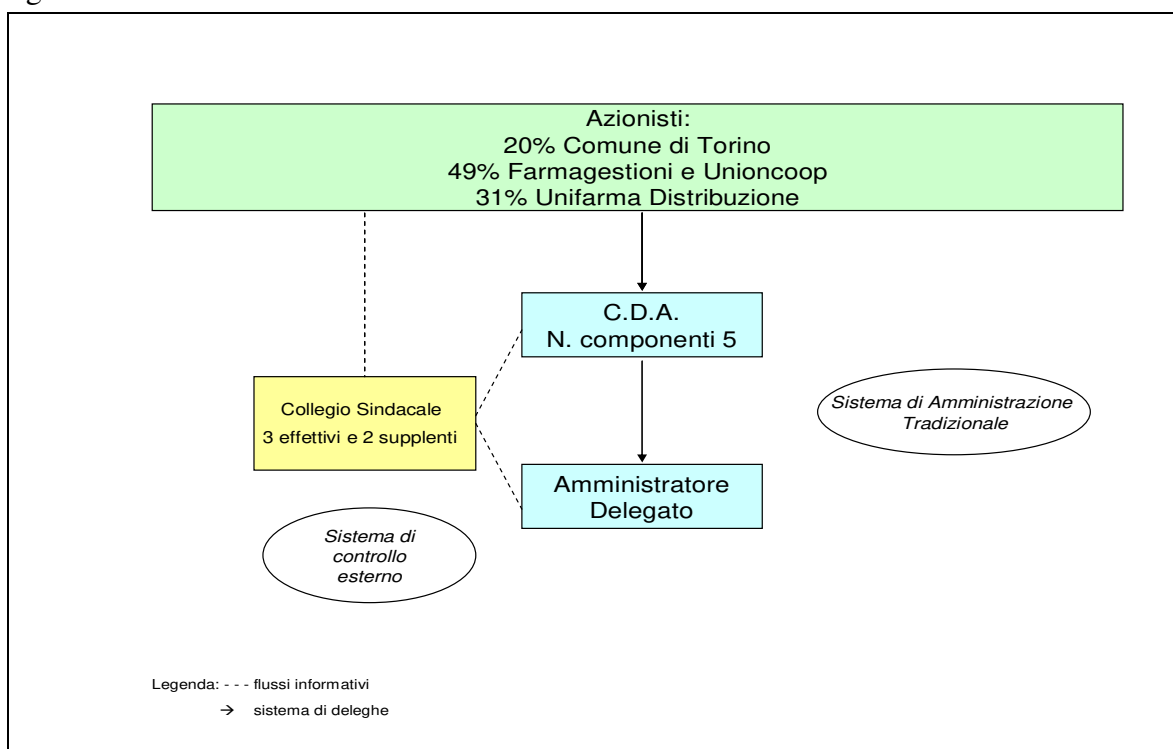 Azionisti:
20% Comune di Torino
49% Farmagestioni e Unioncoop
31% Unifarma Distribuzione
C.D.A.
N. componenti 5
Collegio Sindacale
3 effettivi e 2 supplenti
Sistema di Amministrazione
Tradizionale
Amministratore
Delegato
Sistema di
controllo
esterno
Legenda: - - - flussi informativi
→ sistema di deleghe